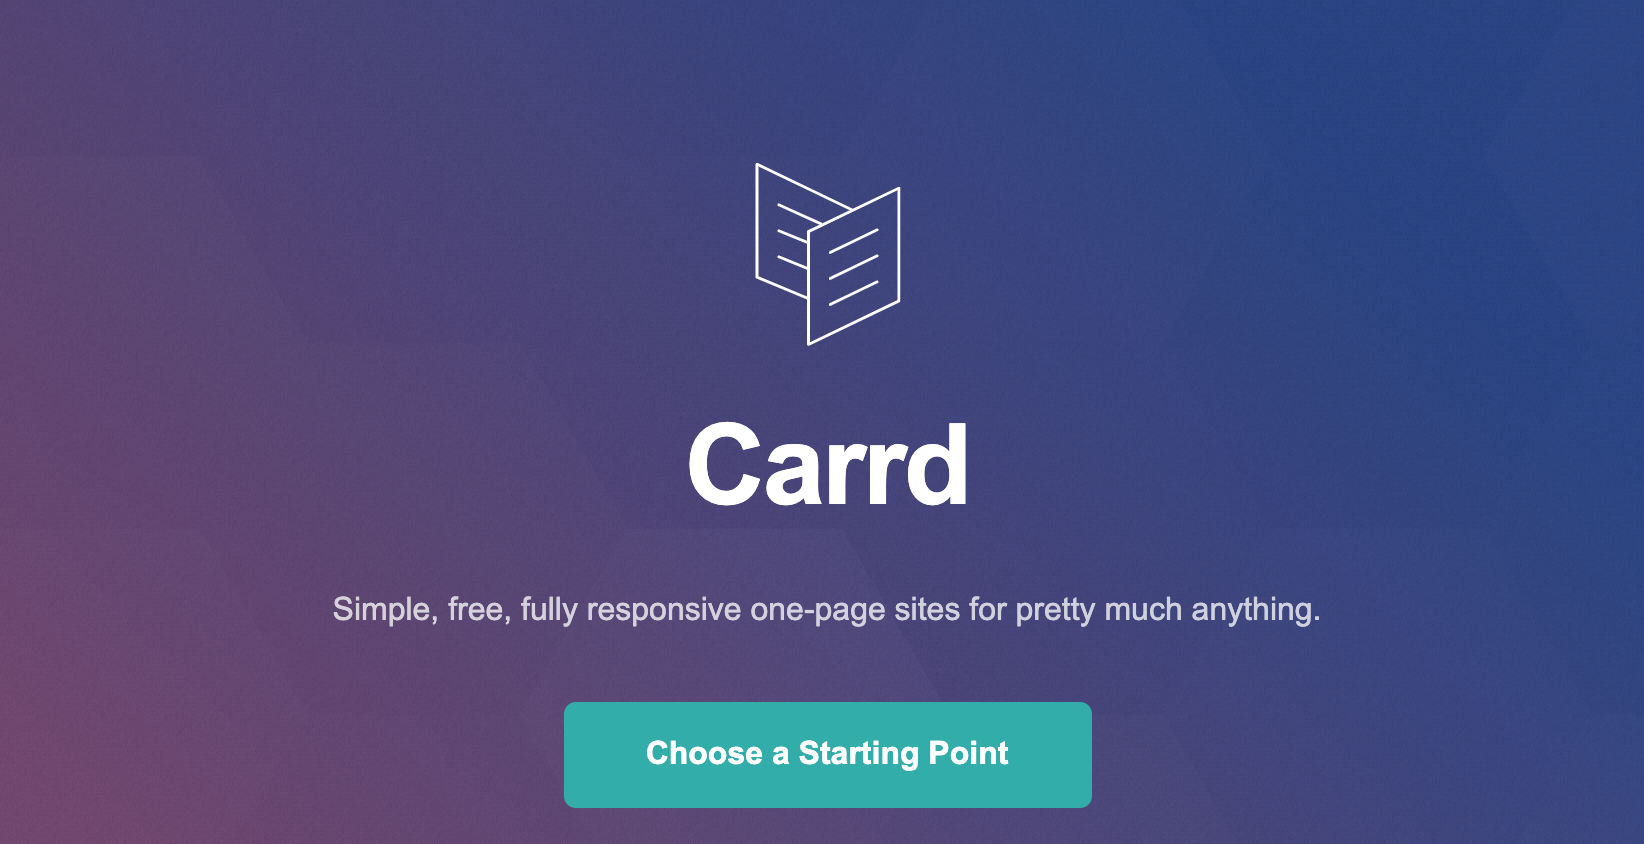 Carrd
Simple, free, fully responsive one-page sites for pretty much anything.
Choose a Starting Point